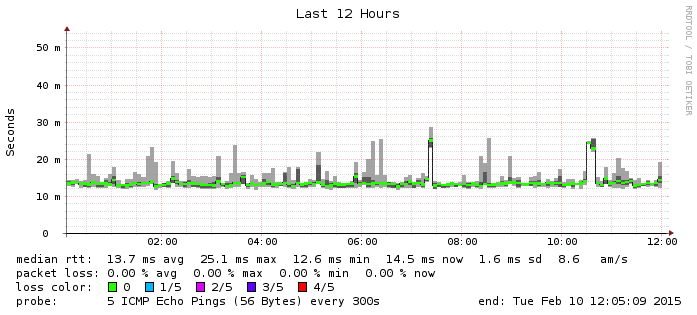 Last 12 Hours
RRDTOOL / TOBI OETIKER
Seconds
50 m
40 m
30 m
20 m
10 m
0
02:00 04:00 06:00 08:00 10:00 12:00
median rtt: 13.7 ms avg 25.1 ms max 12.6 ms min 14.5 ms now 1.6 ms sd 8.6 am/s
packet loss: 0.00 % avg 0.00 % max 0.00 % min 0.00 % now
loss color: 0 1/5 2/5 3/5 4/5
probe: 5 ICMP Echo Pings (56 Bytes) every 300s end: Tue Feb 10 12:05:09 2015